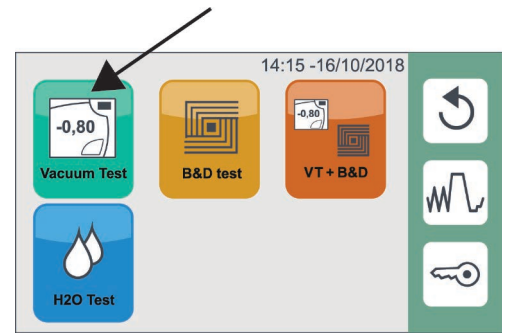 14:15 -16/10/2018
-0,80
-0,80
Vacuum Test
B&D test
VT + B&D
H2O Test